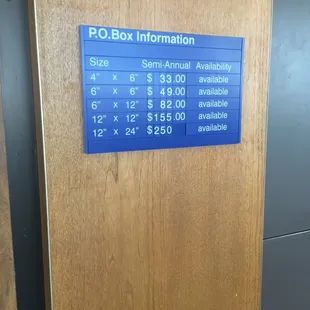 P.O.Box Information
Size Semi-Annual Availability
4" x 6" $ 33.00 available
6" x 6" $ 49.00 available
6" x 12" $ 82.00 available
12" x 12" $155.00 available
12" x 24" $250 available